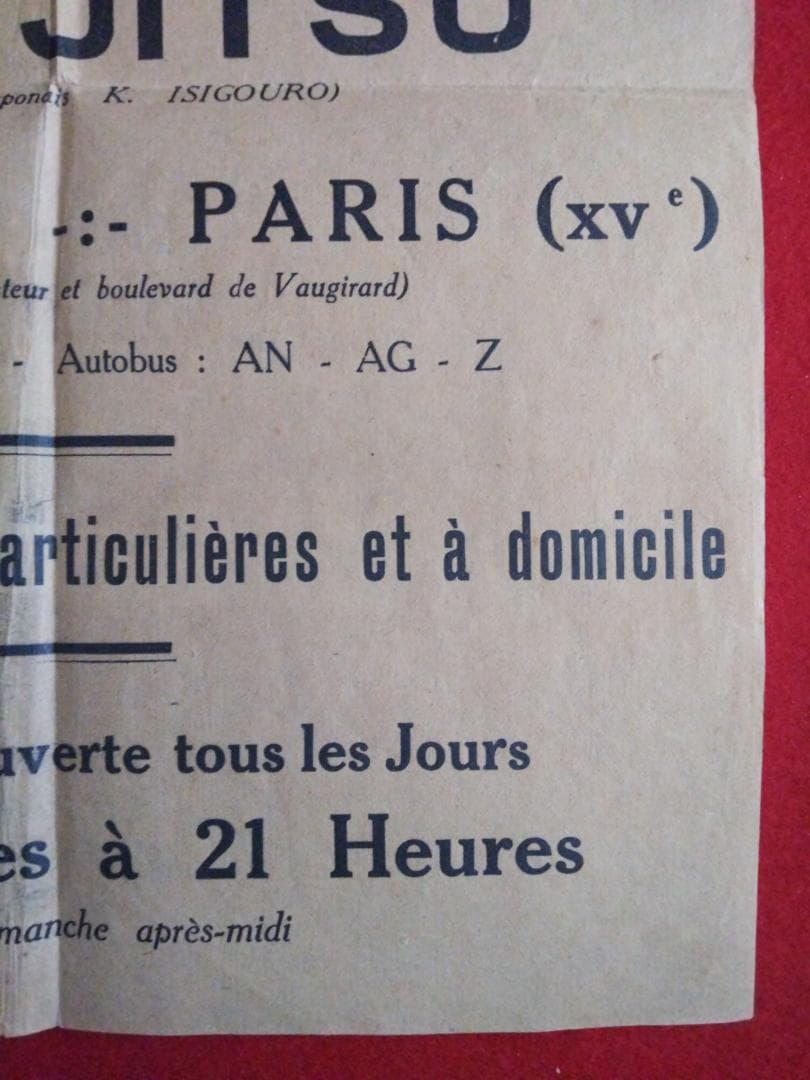 JITSU
ponais K. ISIGOURO)
-:- PARIS (XVe)
teur et boulevard de Vaugirard)
- Autobus : AN - AG - Z
articulières et à domicile
uverte tous les Jours
es à 21 Heures
manche après-midi